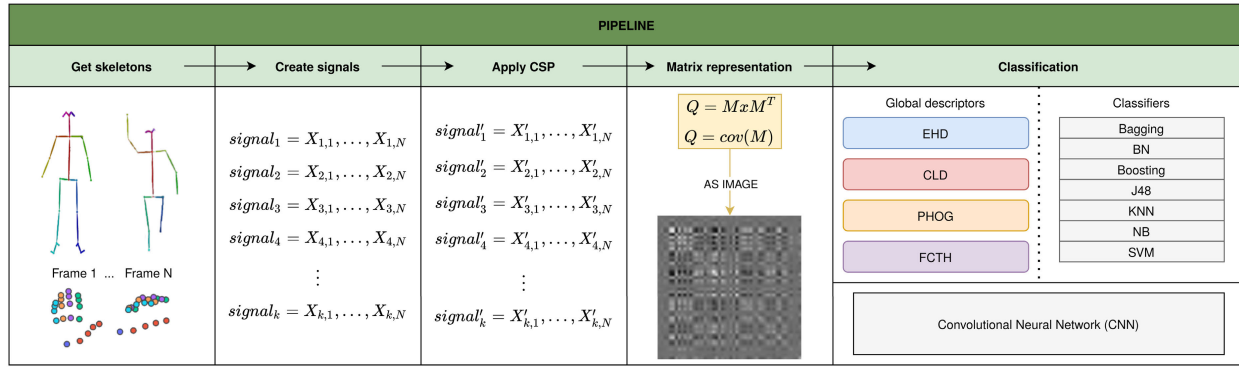 PIPELINE
Get skeletons
Create signals
Apply CSP
Matrix representation
Classification
Frame 1 ... Frame N
signal₁ = X₁,₁, . . . , X₁,N
signal₂ = X₂,₁, . . . , X₂,N
signal₃ = X₃,₁, . . . , X₃,N
signal₄ = X₄,₁, . . . , X₄,N
⋮
signalₖ = Xₖ,₁, . . . , Xₖ,N
signal′₁ = X′₁,₁, . . . , X′₁,N
signal′₂ = X′₂,₁, . . . , X′₂,N
signal′₃ = X′₃,₁, . . . , X′₃,N
signal′₄ = X′₄,₁, . . . , X′₄,N
⋮
signal′ₖ = X′ₖ,₁, . . . , X′ₖ,N
Q = MxMᵀ
Q = cov(M)
AS IMAGE
Global descriptors
EHD
CLD
PHOG
FCTH
Classifiers
Bagging
BN
Boosting
J48
KNN
NB
SVM
Convolutional Neural Network (CNN)